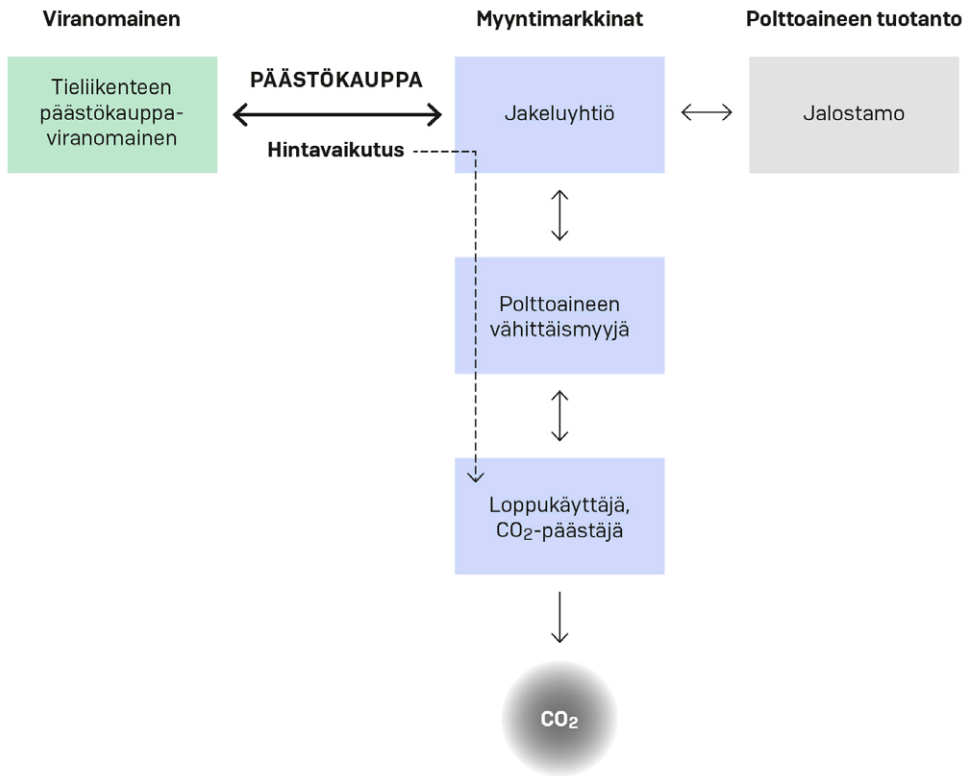 Viranomainen
Myyntimarkkinat
Polttoaineen tuotanto
Tieliikenteen
päästökauppa-
viranomainen
PÄÄSTÖKAUPPA
Hintavaikutus
Jakeluyhtiö
Jalostamo
Polttoaineen
vähittäismyyjä
Loppukäyttäjä,
CO₂-päästäjä
CO₂